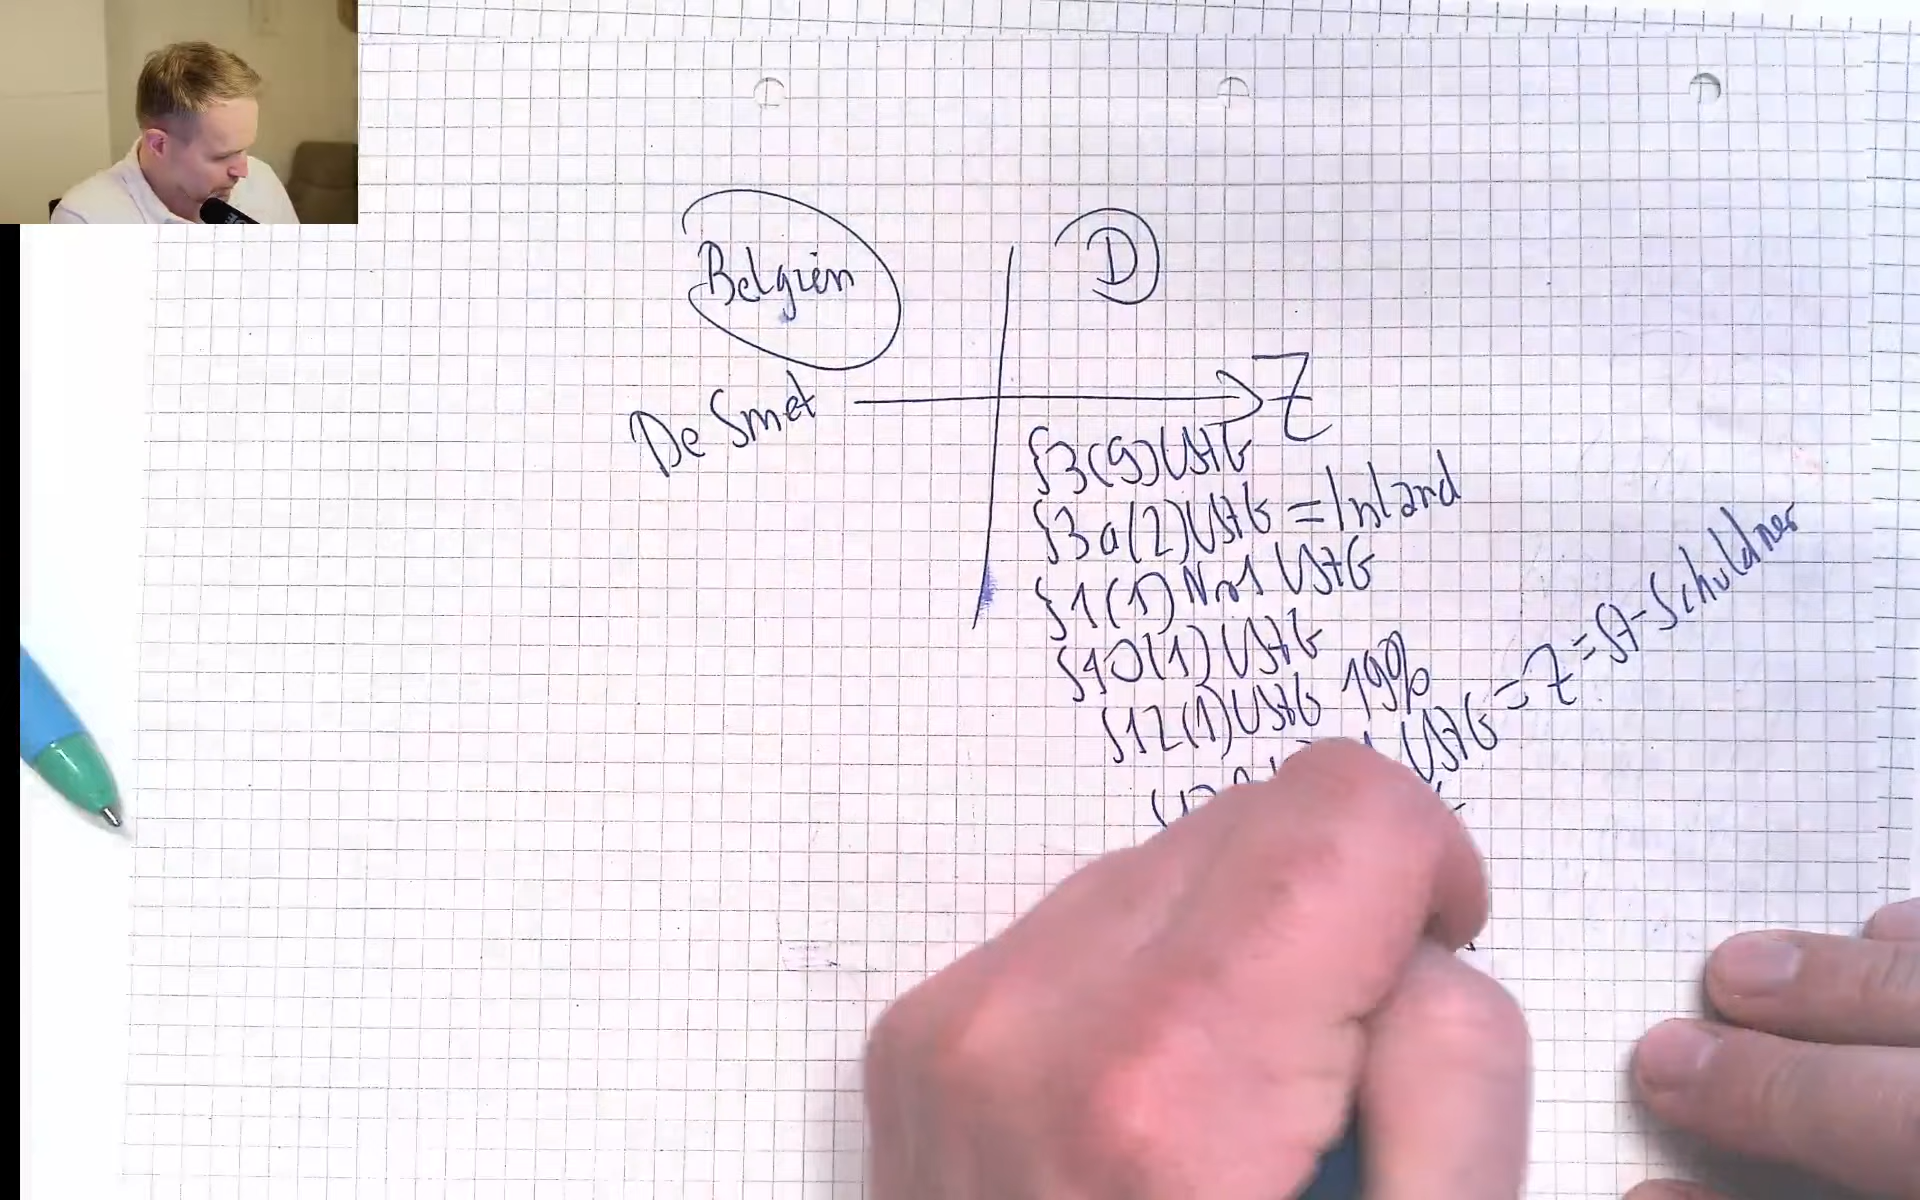 Belgien
D
De Smet
Z
§3(9)UStG
§3a(2)UStG = Inland
§1(1) Nr1 UStG
§10(1) UStG
§12(1)UStG 19%
UStG = Z = St-Schuldner